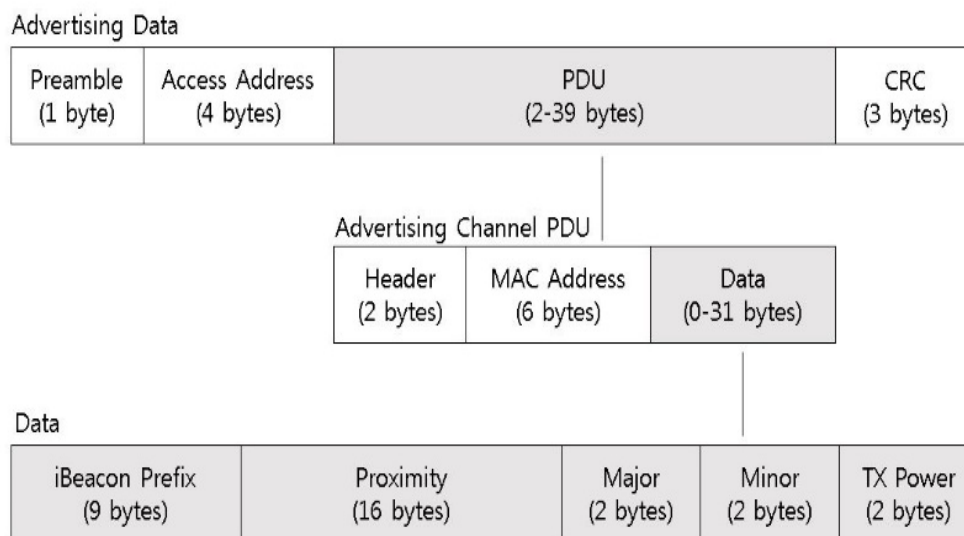 Advertising Data
Preamble
(1 byte)
Access Address
(4 bytes)
PDU
(2-39 bytes)
CRC
(3 bytes)
Advertising Channel PDU
Header
(2 bytes)
MAC Address
(6 bytes)
Data
(0-31 bytes)
Data
iBeacon Prefix
(9 bytes)
Proximity
(16 bytes)
Major
(2 bytes)
Minor
(2 bytes)
TX Power
(2 bytes)